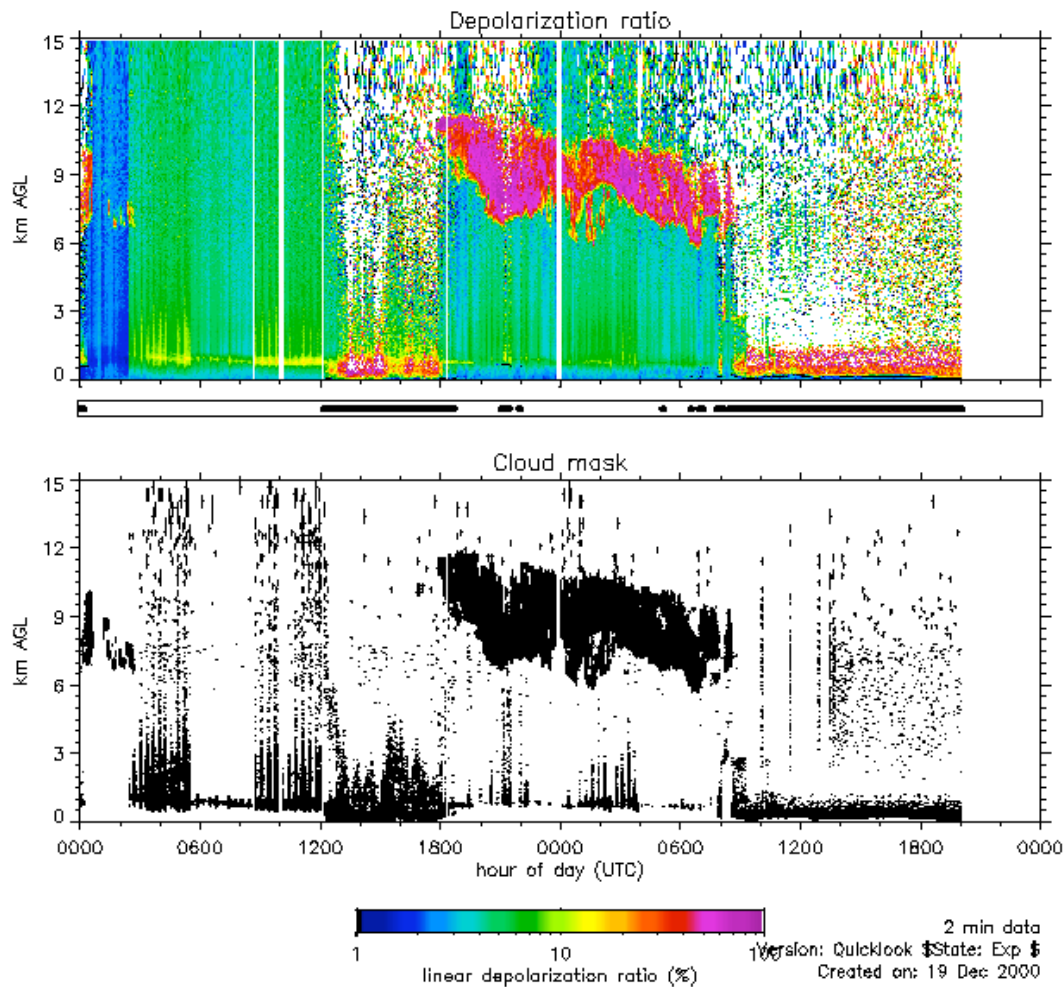 Depolarization ratio
15
12
9
6
3
0
km AGL
Cloud mask
15
12
9
6
3
0
km AGL
0000 0600 1200 1800 0000 0600 1200 1800 0000
hour of day (UTC)
1 10 100
linear depolarization ratio (%)
2 min data
Version: Quicklook $State: Exp $
Created on: 19 Dec 2000